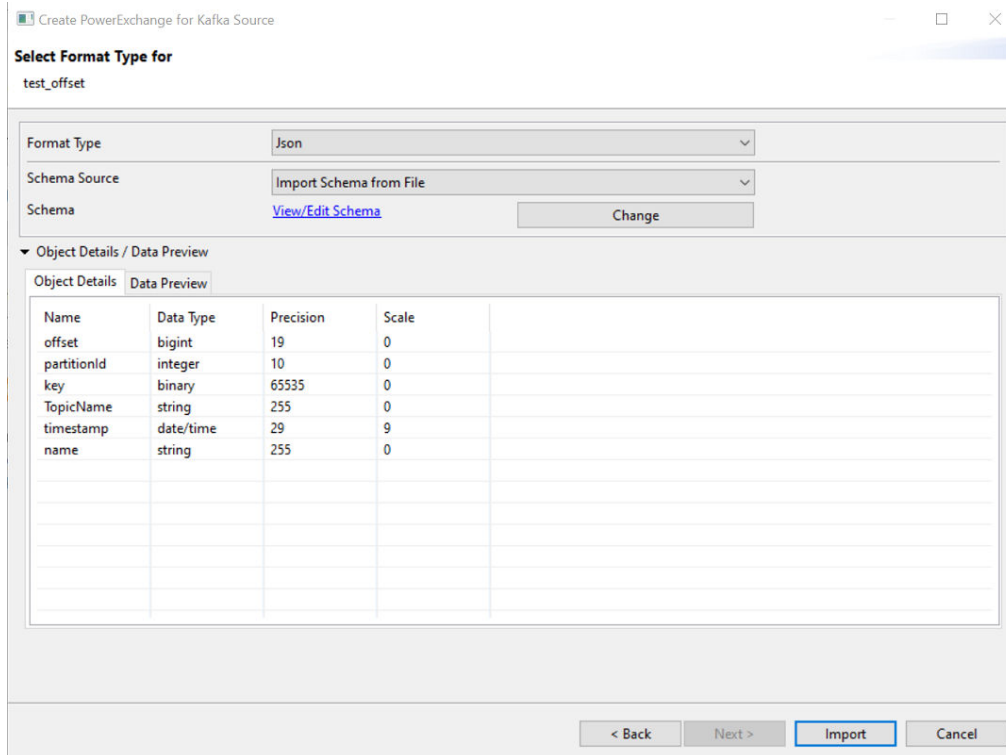 Create PowerExchange for Kafka Source
Select Format Type for
test_offset
Format Type Json
Schema Source Import Schema from File
Schema View/Edit Schema Change
Object Details / Data Preview
Object Details Data Preview
Name Data Type Precision Scale
offset bigint 19 0
partitionId integer 10 0
key binary 65535 0
TopicName string 255 0
timestamp date/time 29 9
name string 255 0
< Back Next > Import Cancel